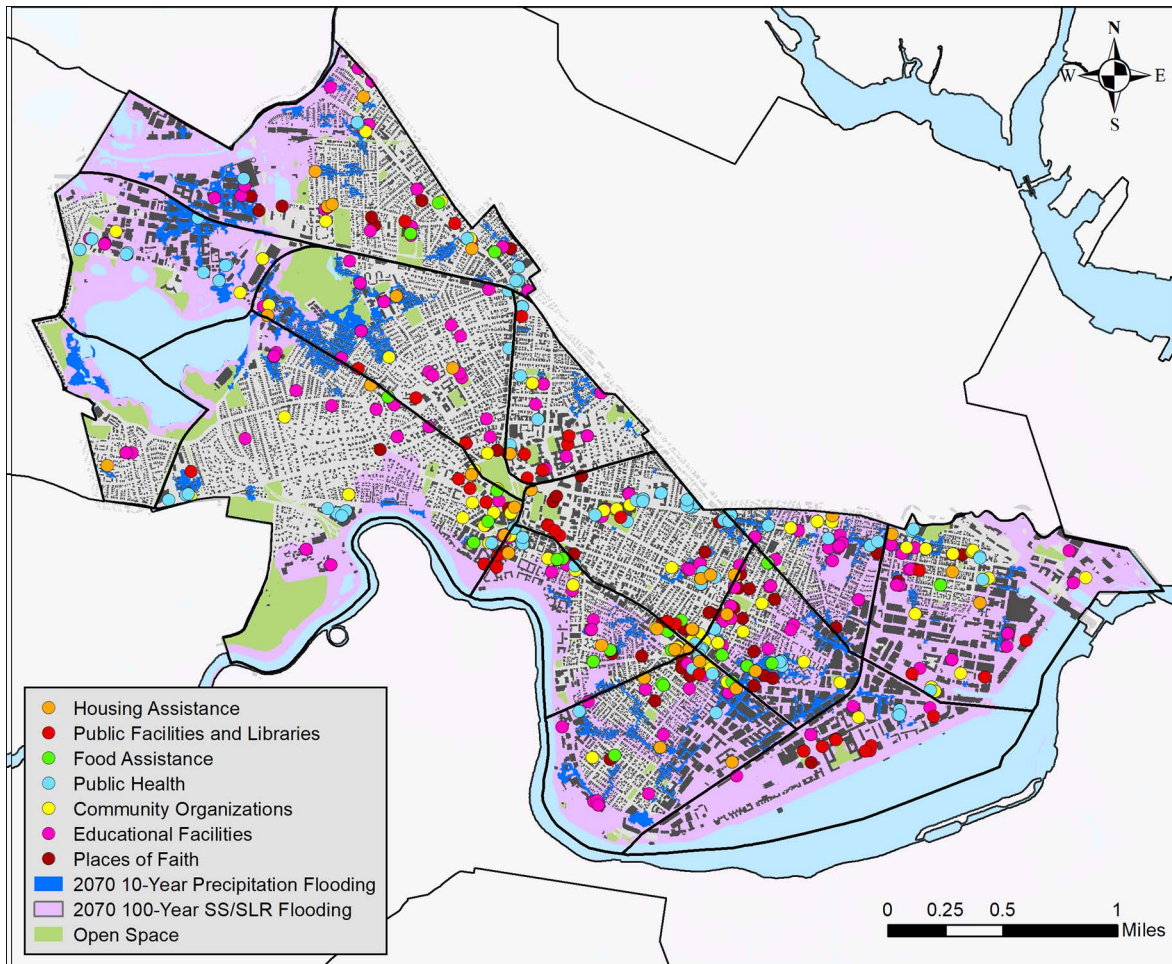 N
W E
S
Housing Assistance
Public Facilities and Libraries
Food Assistance
Public Health
Community Organizations
Educational Facilities
Places of Faith
2070 10-Year Precipitation Flooding
2070 100-Year SS/SLR Flooding
Open Space
0 0.25 0.5 1
Miles